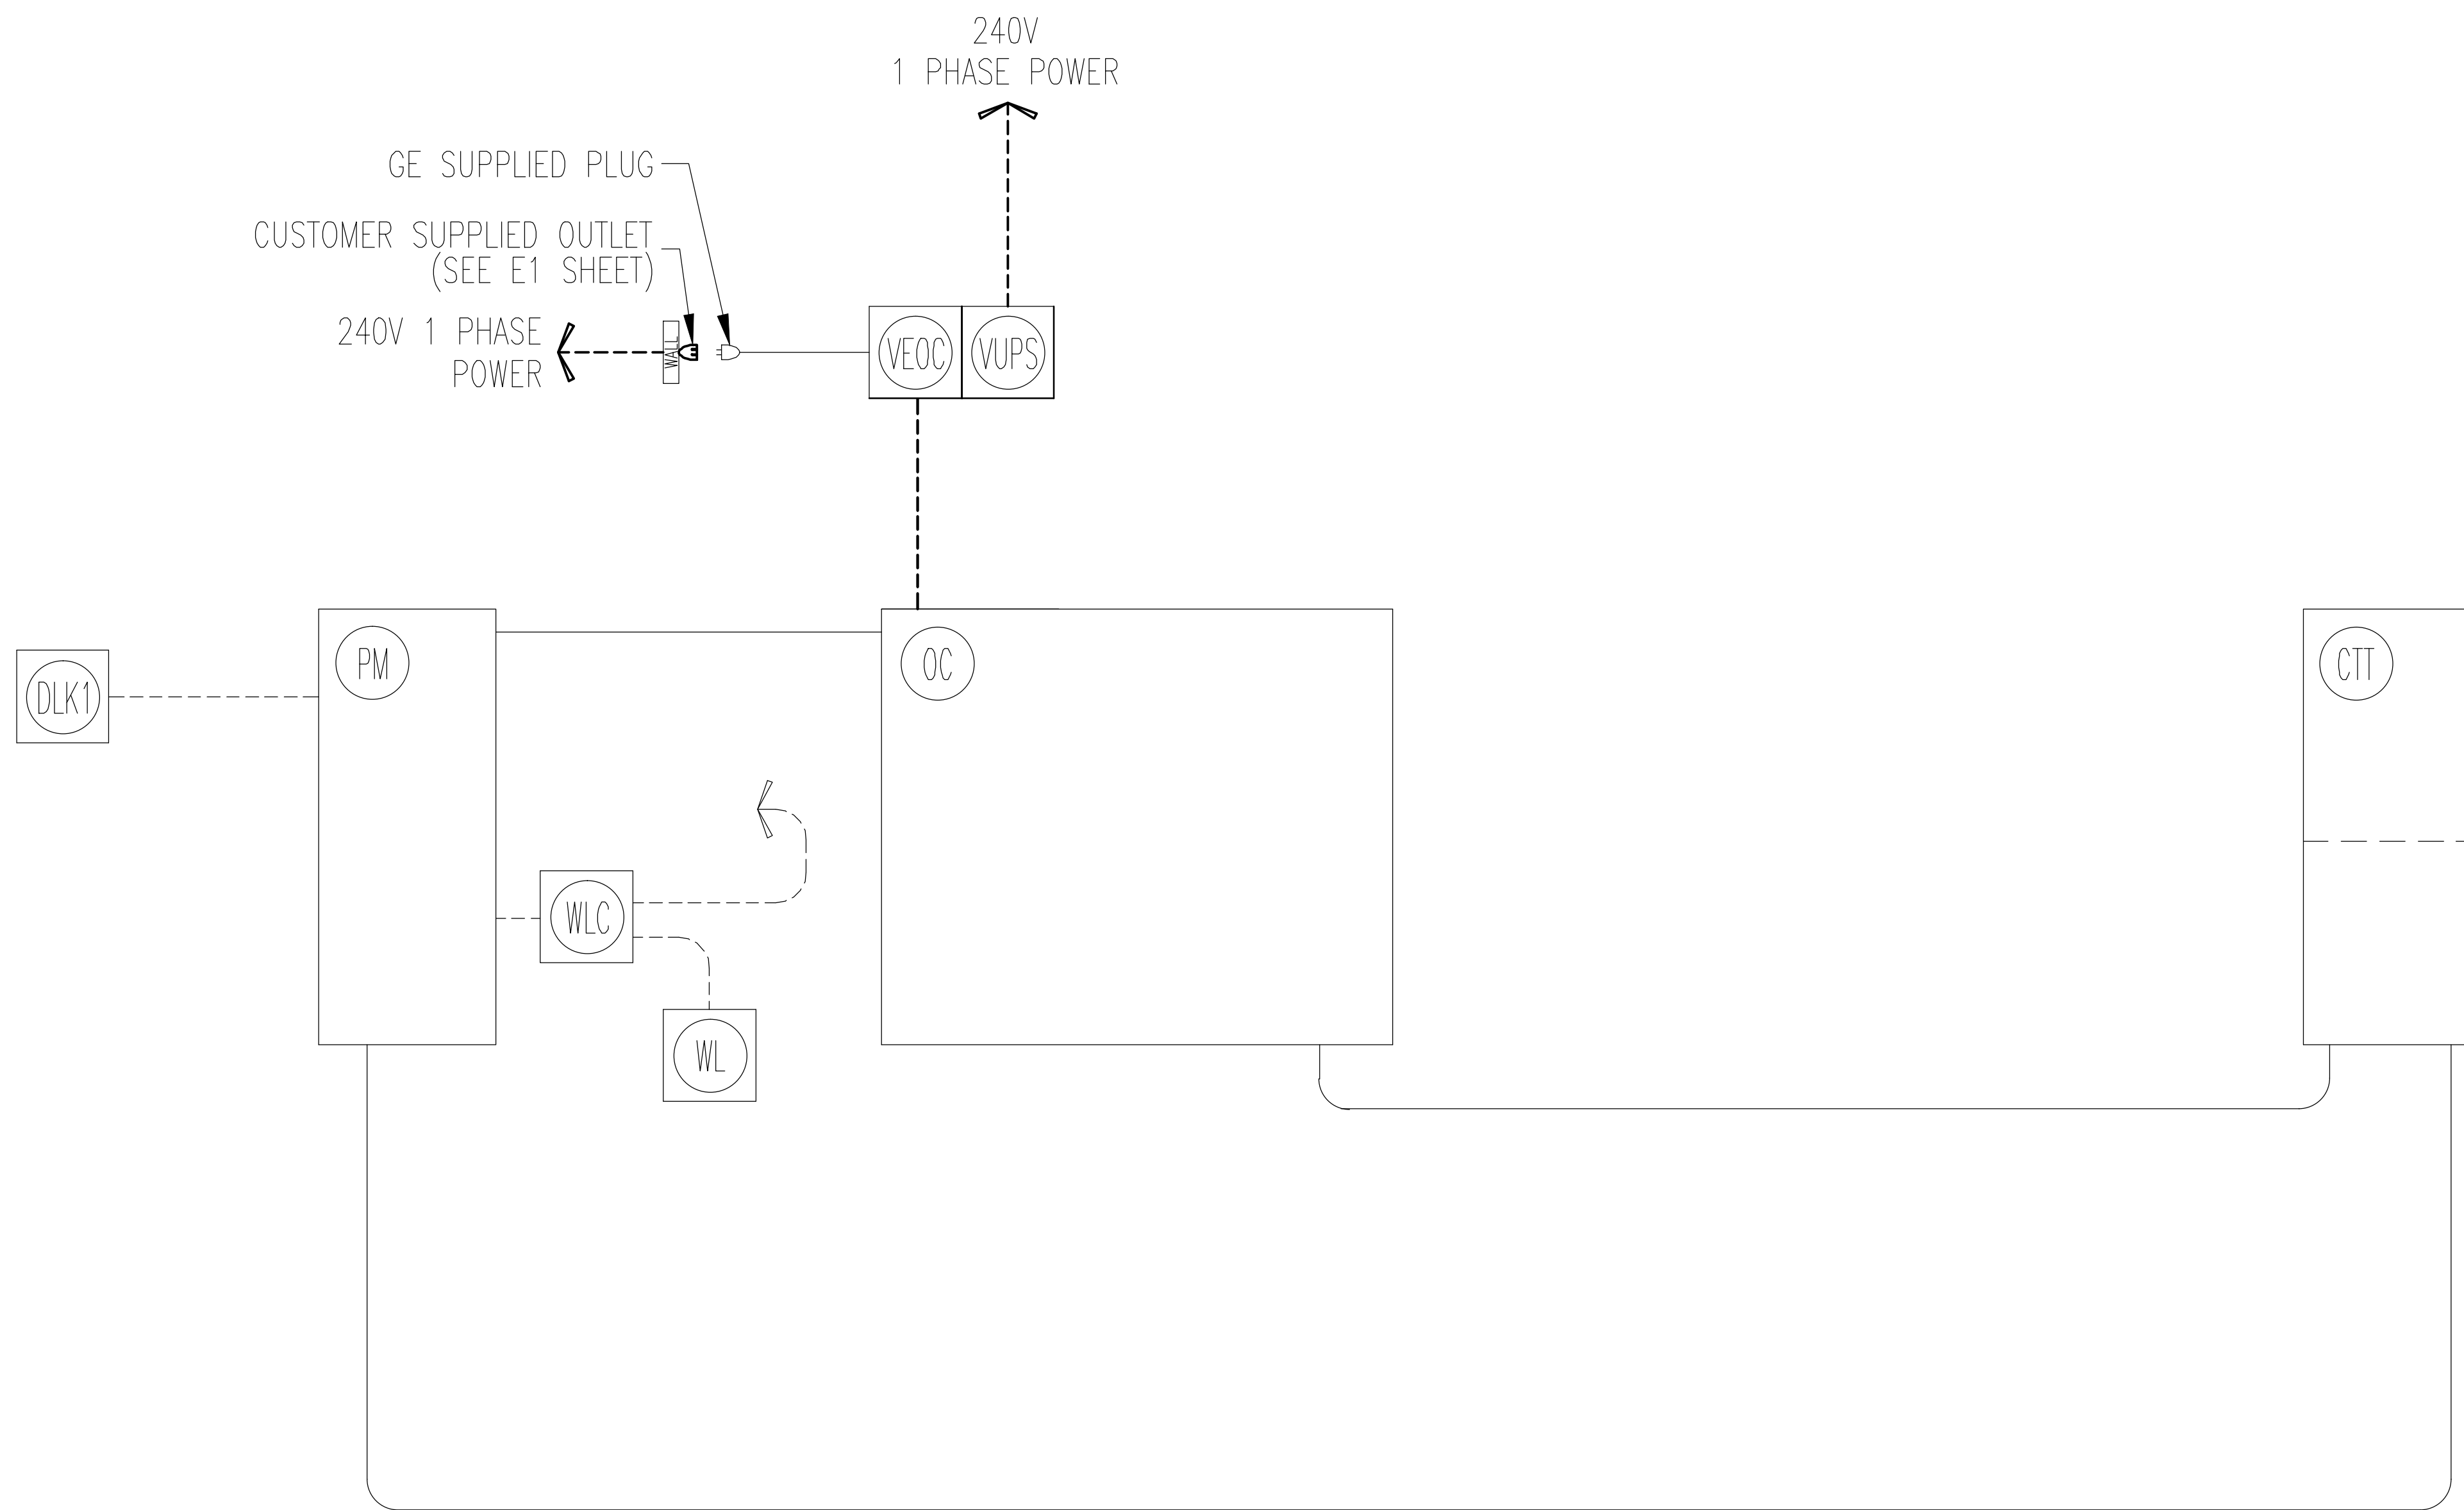 240V
1 PHASE POWER
GE SUPPLIED PLUG
CUSTOMER SUPPLIED OUTLET
(SEE E1 SHEET)
240V 1 PHASE
POWER
WALL
VEOC
WUPS
PM
OC
CTT
DLK1
WLC
WL